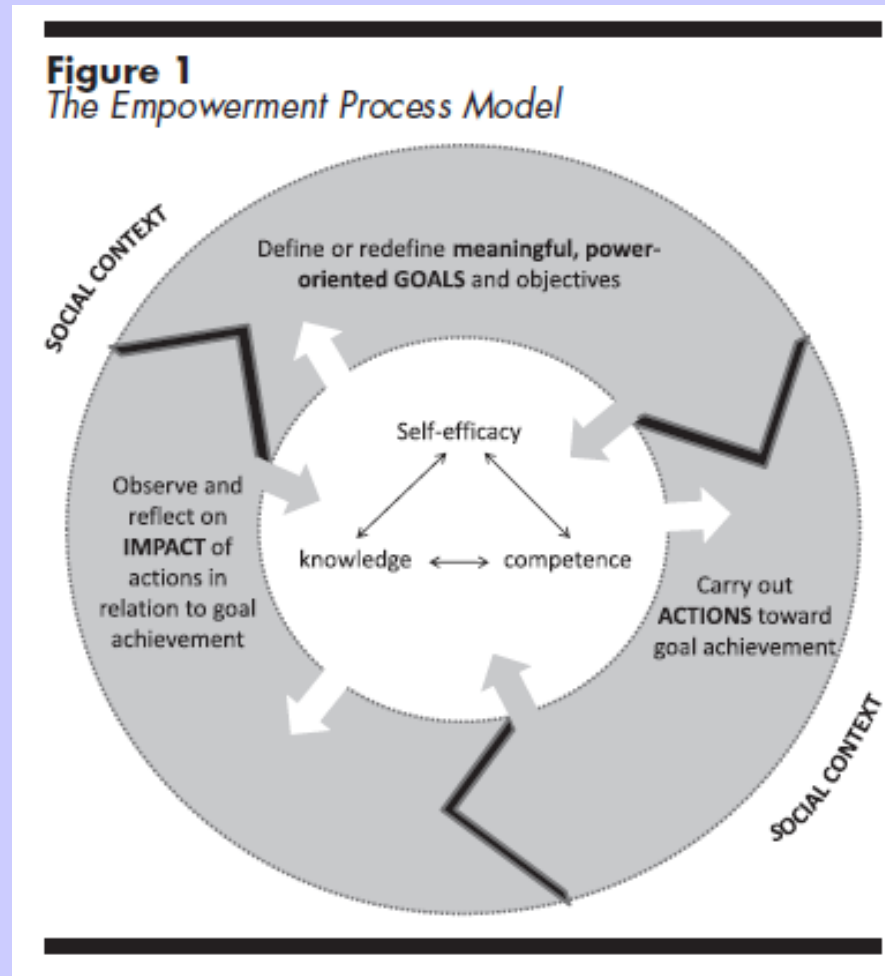 Figure 1
The Empowerment Process Model
SOCIAL CONTEXT
Define or redefine meaningful, power-
oriented GOALS and objectives
Self-efficacy
knowledge
competence
Observe and
reflect on
IMPACT of
actions in
relation to goal
achievement
Carry out
ACTIONS toward
goal achievement
SOCIAL CONTEXT